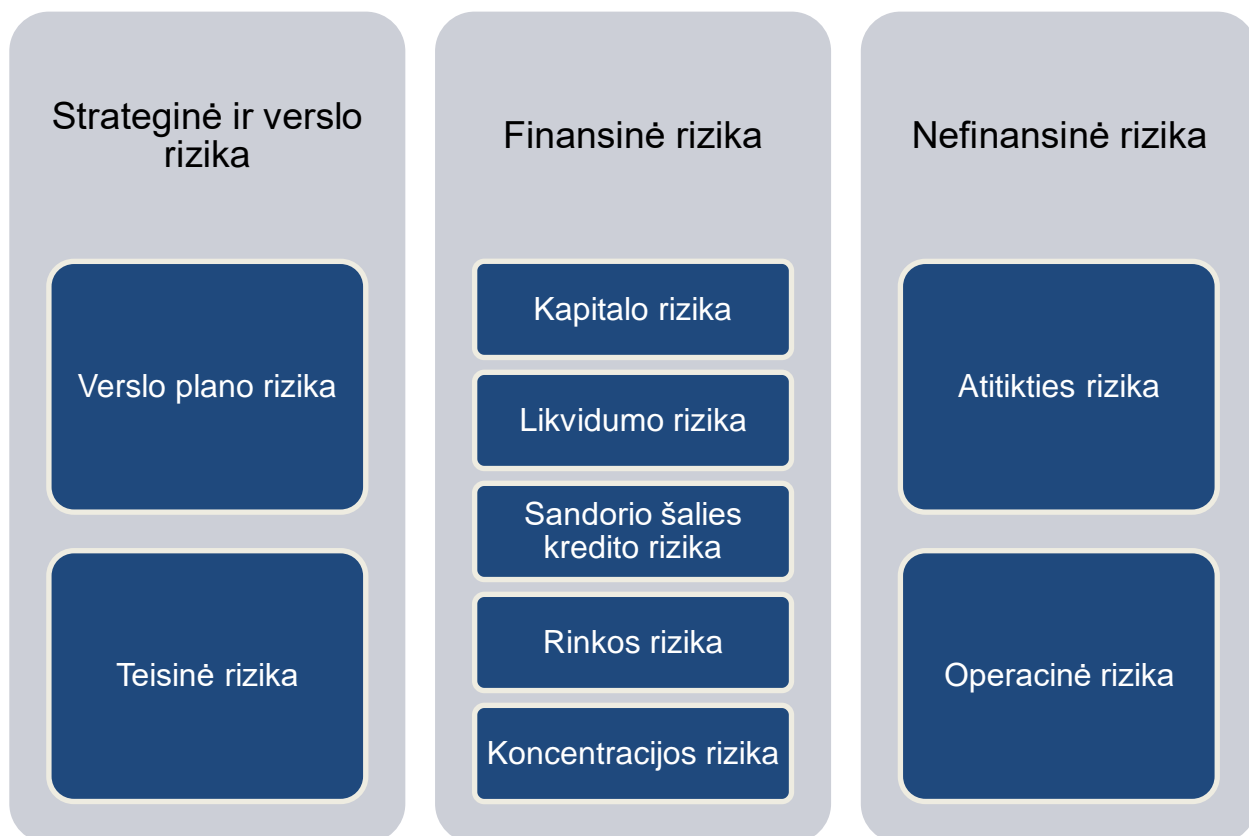 Strateginė ir verslo
rizika
Verslo plano rizika
Teisinė rizika
Finansinė rizika
Kapitalo rizika
Likvidumo rizika
Sandorio šalies
kredito rizika
Rinkos rizika
Koncentracijos rizika
Nefinansinė rizika
Atitikties rizika
Operacinė rizika